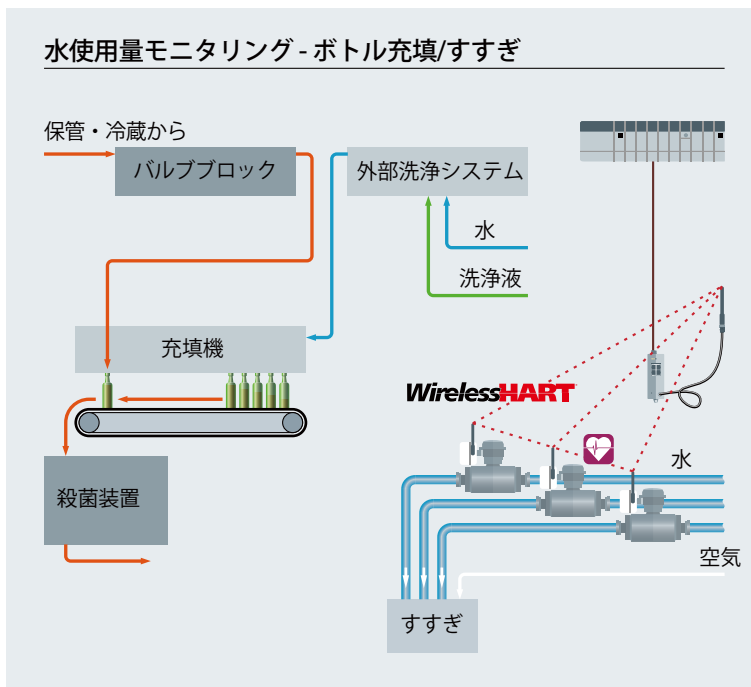 水使用量モニタリング - ボトル充填/すすぎ
保管・冷蔵から
バルブブロック
外部洗浄システム
水
洗浄液
充填機
WirelessHART
殺菌装置
水
空気
すすぎ